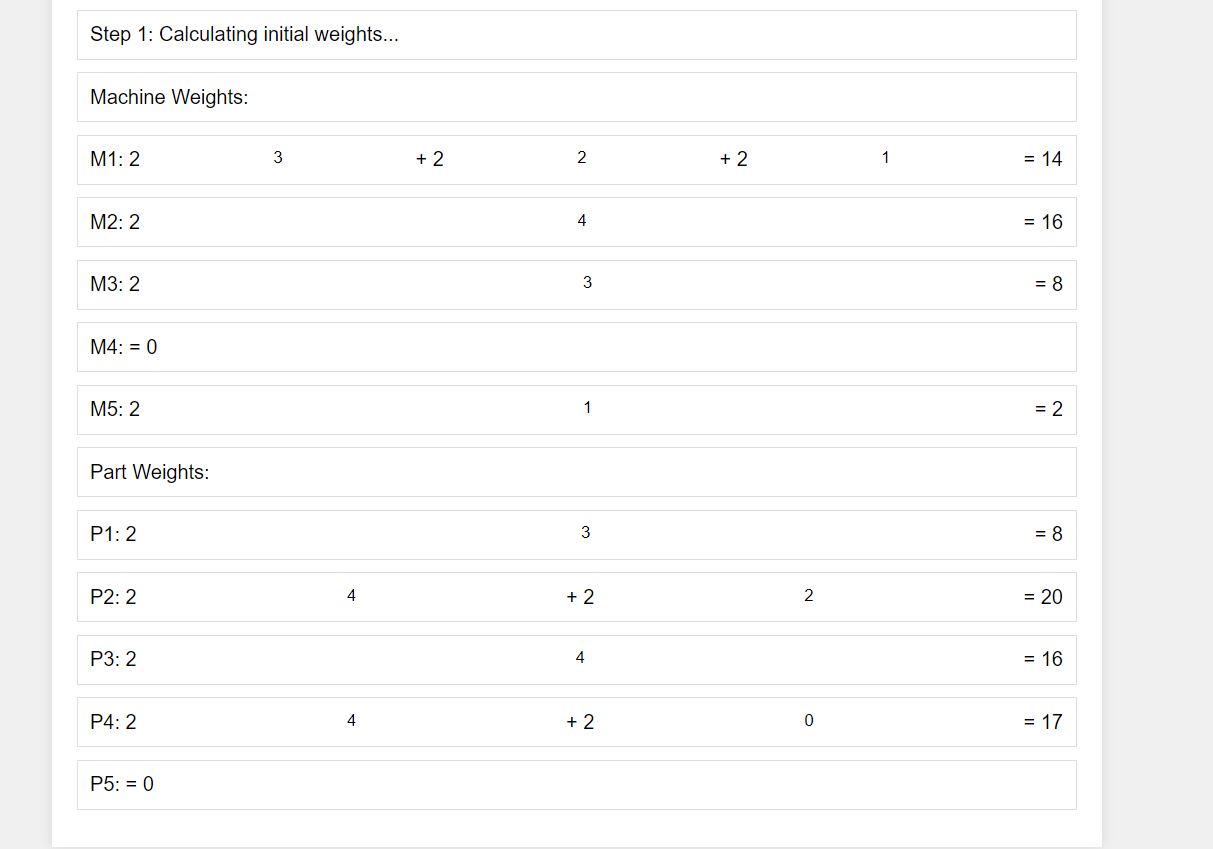 Step 1: Calculating initial weights...
Machine Weights:
M1: 2 3 + 2 2 + 2 1 = 14
M2: 2 4 = 16
M3: 2 3 = 8
M4: = 0
M5: 2 1 = 2
Part Weights:
P1: 2 3 = 8
P2: 2 4 + 2 2 = 20
P3: 2 4 = 16
P4: 2 4 + 2 0 = 17
P5: = 0